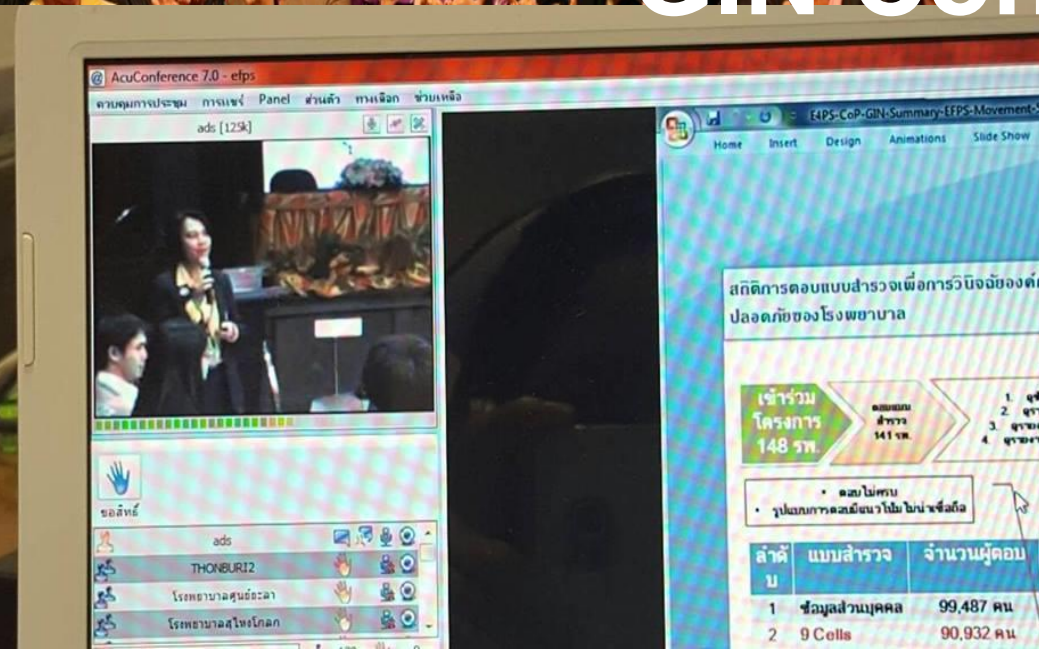 GIN Con
AcuConference 7.0 - efps
ควบคุมการประชุม การแชร์ Panel ส่วนตัว ทางเลือก ช่วยเหลือ
ads [125k]
ขอสิทธิ์
ads
THONBURI2
โรงพยาบาลศูนย์ยะลา
โรงพยาบาลสุไหงโกลก
E4PS-CoP-GIN-Summary-EFPS-Movement-
Home Insert Design Animations Slide Show
สถิติการตอบแบบสำรวจเพื่อการวินิจฉัยองค์
ปลอดภัยของโรงพยาบาล
เข้าร่วม
โครงการ
148 รพ.
ตอบแบบ
สำรวจ
141 รพ.
1.
2.
3.
4.
• ตอบไม่ครบ
• รูปแบบการตอบมีแนวโน้มไม่น่าเชื่อถือ
ลำดั
บ
แบบสำรวจ จำนวนผู้ตอบ
1 ข้อมูลส่วนบุคคล 99,487 คน
2 9 Cells 90,932 คน